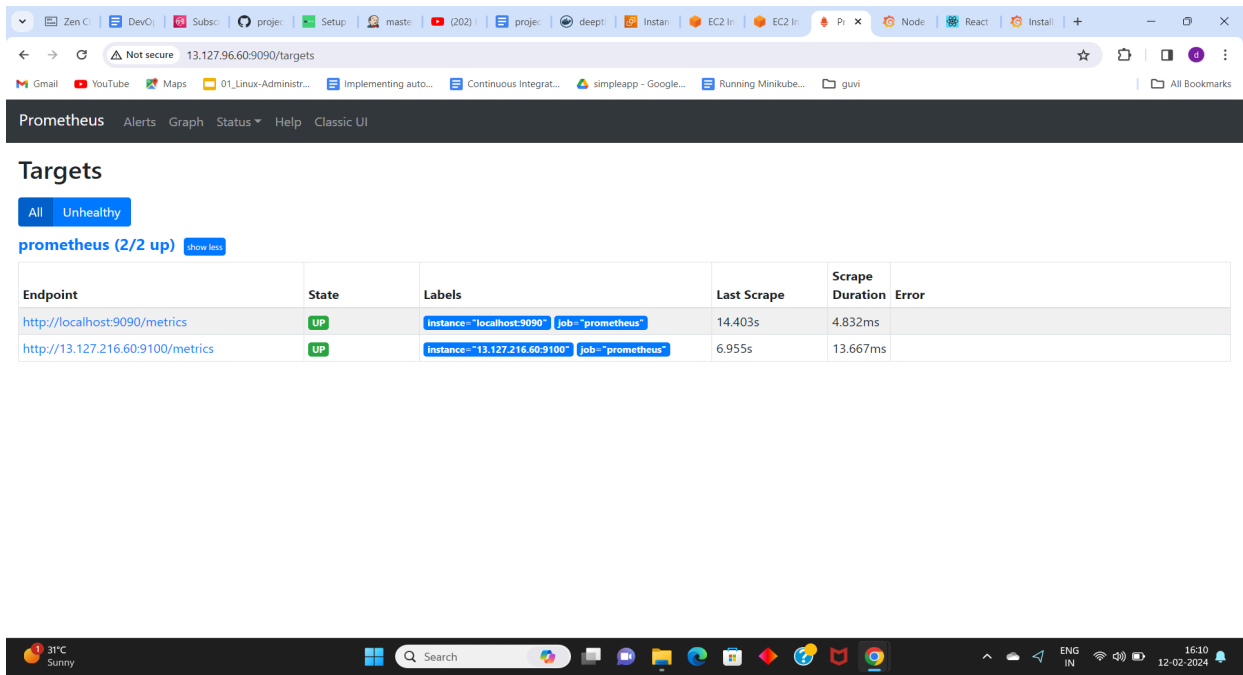 Zen Cl DevO Subsc projec Setup maste (202) projec deepti Instan EC2 In EC2 In Pr Node React Install
Not secure 13.127.96.60:9090/targets
Gmail YouTube Maps 01_Linux-Administr... Implementing auto... Continuous Integrat... simpleapp - Google... Running Minikube... guvi All Bookmarks
Prometheus Alerts Graph Status Help Classic UI
Targets
All Unhealthy
prometheus (2/2 up) show less
Endpoint State Labels Last Scrape Scrape Duration Error
http://localhost:9090/metrics UP instance="localhost:9090" job="prometheus" 14.403s 4.832ms
http://13.127.216.60:9100/metrics UP instance="13.127.216.60:9100" job="prometheus" 6.955s 13.667ms
1 31°C
Sunny
Search
ENG
IN
16:10
12-02-2024